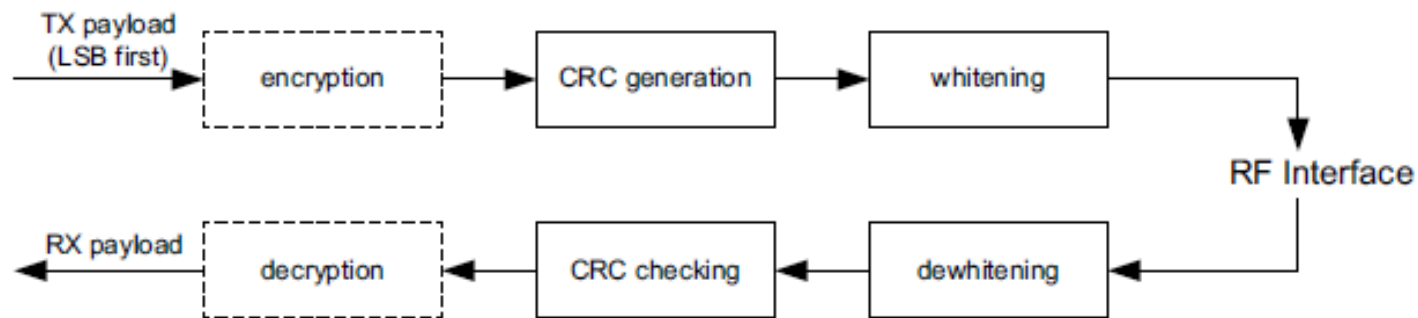 TX payload
(LSB first)
encryption
CRC generation
whitening
RF Interface
RX payload
decryption
CRC checking
dewhitening